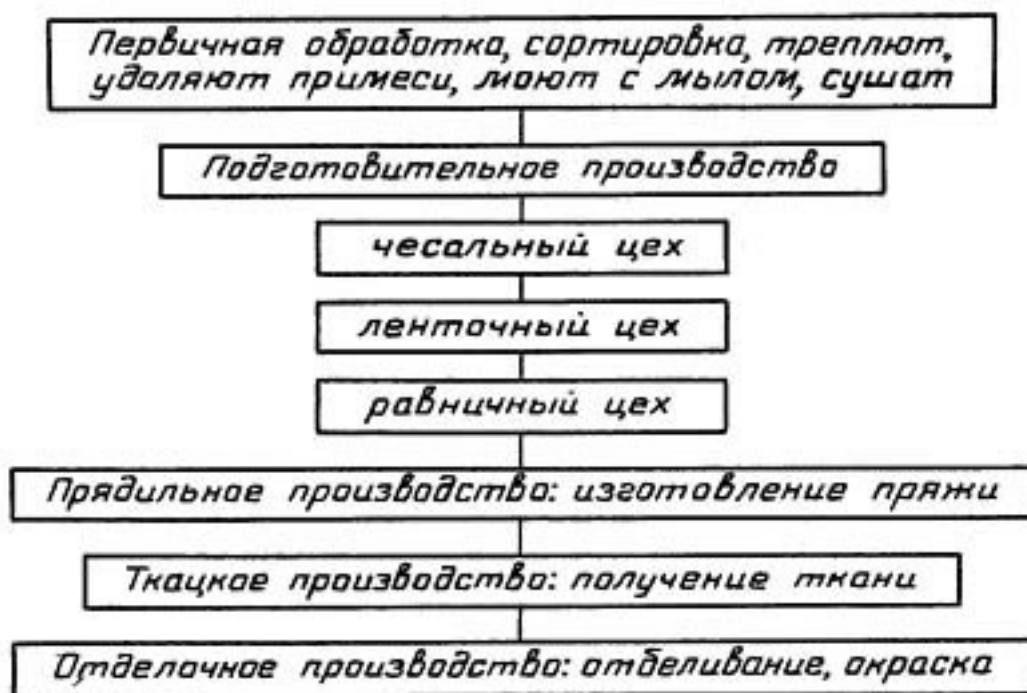 Первичная обработка, сортировка, треплют,
удаляют примеси, моют с мылом, сушат
Подготовительное производство
чесальный цех
ленточный цех
равничный цех
Прядильное производство: изготовление пряжи
Ткацкое производство: получение ткани
Отделочное производство: отбеливание, окраска